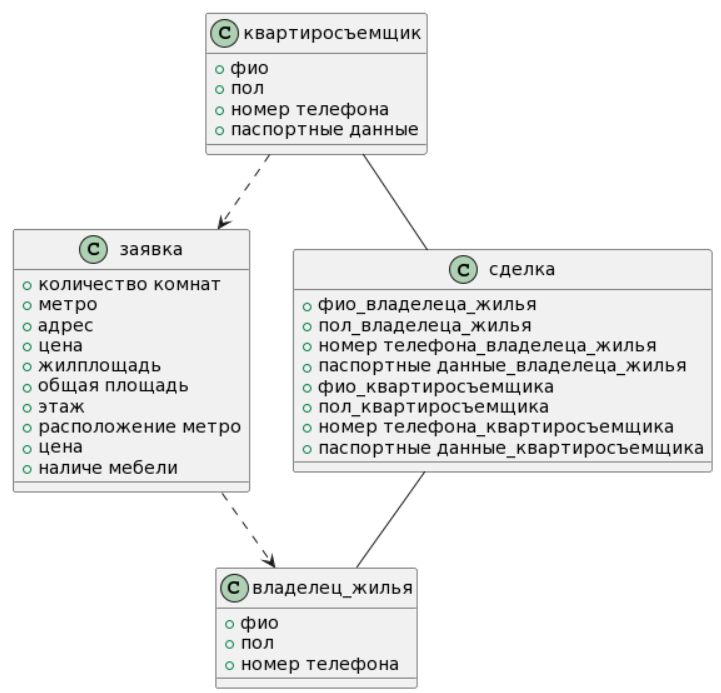 C квартиросъемщик
фио
пол
номер телефона
паспортные данные
C заявка
количество комнат
метро
адрес
цена
жилплощадь
общая площадь
этаж
расположение метро
цена
наличе мебели
C сделка
фио_владелеца_жилья
пол_владелеца_жилья
номер телефона_владелеца_жилья
паспортные данные_владелеца_жилья
фио_квартиросъемщика
пол_квартиросъемщика
номер телефона_квартиросъемщика
паспортные данные_квартиросъемщика
C владелец_жилья
фио
пол
номер телефона